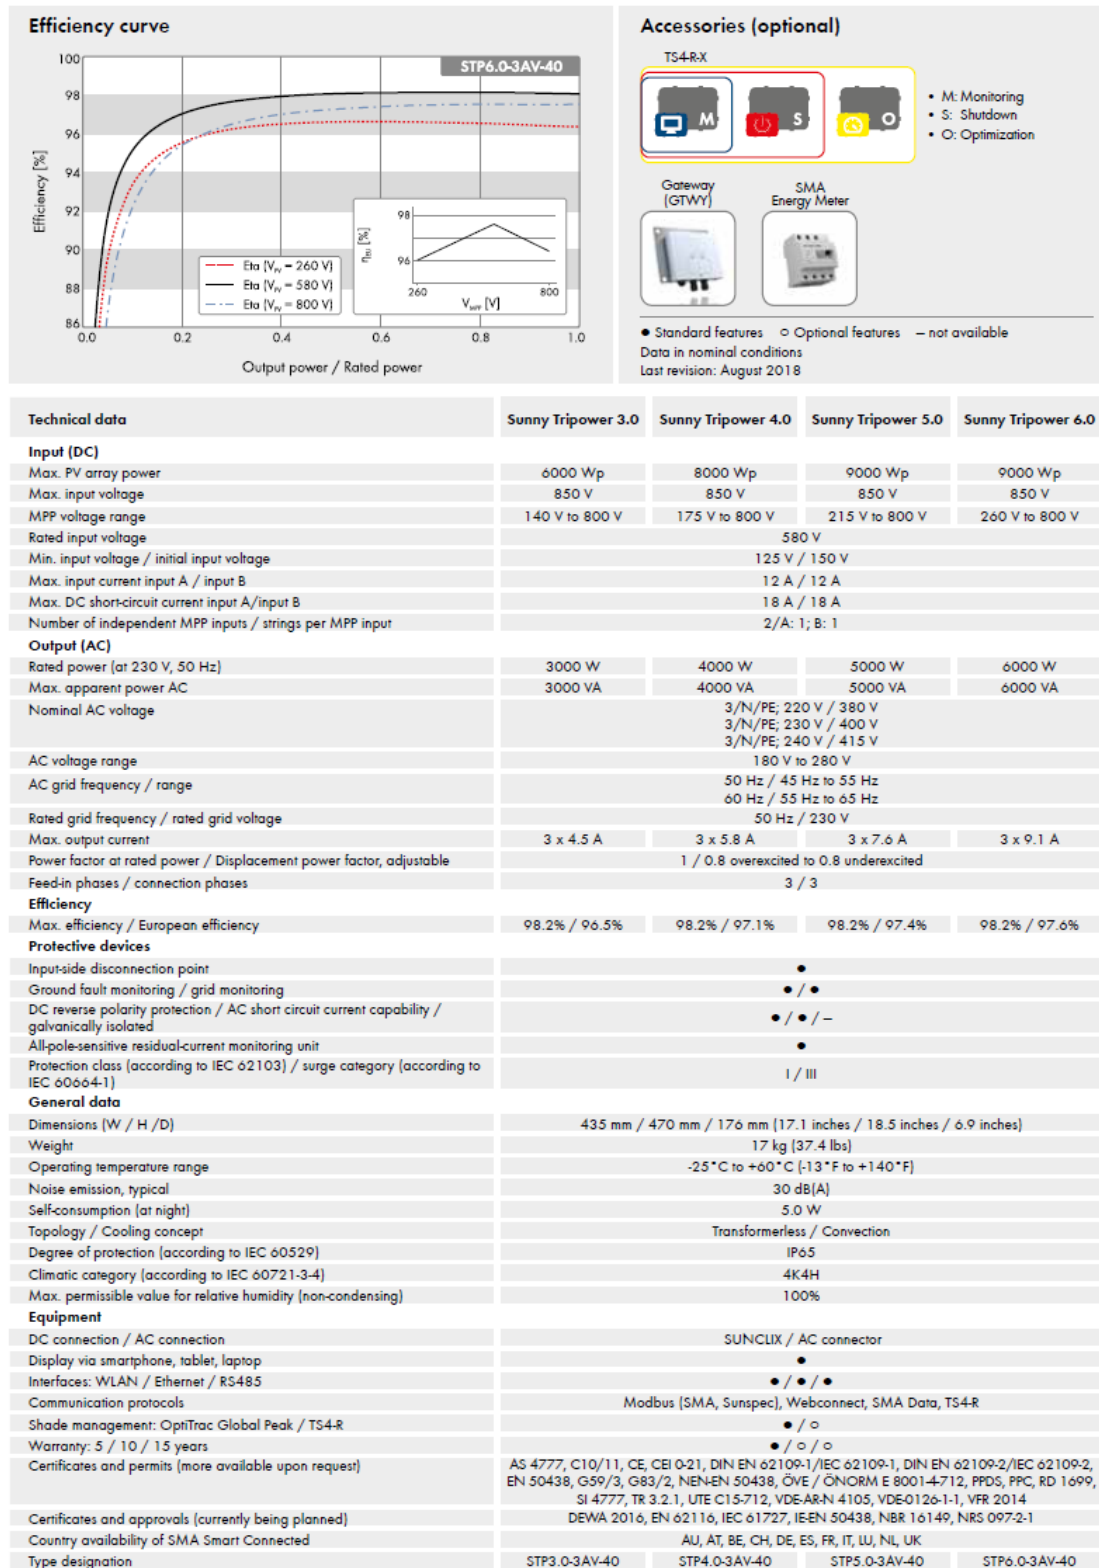 Efficiency curve
STP6.0-3AV-40
100
98
96
94
92
90
88
86
Efficiency [%]
0.0 0.2 0.4 0.6 0.8 1.0
Output power / Rated power
Eta (VPV = 260 V)
Eta (VPV = 580 V)
Eta (VPV = 800 V)
98
96
ηEU [%]
260 800
VMPP [V]
Accessories (optional)
TS4-R-X
M
S
O
• M: Monitoring
• S: Shutdown
• O: Optimization
Gateway
(GTWY)
SMA
Energy Meter
● Standard features ○ Optional features — not available
Data in nominal conditions
Last revision: August 2018
Technical data Sunny Tripower 3.0 Sunny Tripower 4.0 Sunny Tripower 5.0 Sunny Tripower 6.0
Input (DC)
Max. PV array power 6000 Wp 8000 Wp 9000 Wp 9000 Wp
Max. input voltage 850 V 850 V 850 V 850 V
MPP voltage range 140 V to 800 V 175 V to 800 V 215 V to 800 V 260 V to 800 V
Rated input voltage 580 V
Min. input voltage / initial input voltage 125 V / 150 V
Max. input current input A / input B 12 A / 12 A
Max. DC short-circuit current input A/input B 18 A / 18 A
Number of independent MPP inputs / strings per MPP input 2/A: 1; B: 1
Output (AC)
Rated power (at 230 V, 50 Hz) 3000 W 4000 W 5000 W 6000 W
Max. apparent power AC 3000 VA 4000 VA 5000 VA 6000 VA
Nominal AC voltage 3/N/PE; 220 V / 380 V
3/N/PE; 230 V / 400 V
3/N/PE; 240 V / 415 V
AC voltage range 180 V to 280 V
AC grid frequency / range 50 Hz / 45 Hz to 55 Hz
60 Hz / 55 Hz to 65 Hz
Rated grid frequency / rated grid voltage 50 Hz / 230 V
Max. output current 3 x 4.5 A 3 x 5.8 A 3 x 7.6 A 3 x 9.1 A
Power factor at rated power / Displacement power factor, adjustable 1 / 0.8 overexcited to 0.8 underexcited
Feed-in phases / connection phases 3 / 3
Efficiency
Max. efficiency / European efficiency 98.2% / 96.5% 98.2% / 97.1% 98.2% / 97.4% 98.2% / 97.6%
Protective devices
Input-side disconnection point ●
Ground fault monitoring / grid monitoring ● / ●
DC reverse polarity protection / AC short circuit current capability /
galvanically isolated ● / ● / —
All-pole-sensitive residual-current monitoring unit ●
Protection class (according to IEC 62103) / surge category (according to
IEC 60664-1) I / III
General data
Dimensions (W / H /D) 435 mm / 470 mm / 176 mm (17.1 inches / 18.5 inches / 6.9 inches)
Weight 17 kg (37.4 lbs)
Operating temperature range -25°C to +60°C (-13°F to +140°F)
Noise emission, typical 30 dB(A)
Self-consumption (at night) 5.0 W
Topology / Cooling concept Transformerless / Convection
Degree of protection (according to IEC 60529) IP65
Climatic category (according to IEC 60721-3-4) 4K4H
Max. permissible value for relative humidity (non-condensing) 100%
Equipment
DC connection / AC connection SUNCLIX / AC connector
Display via smartphone, tablet, laptop ●
Interfaces: WLAN / Ethernet / RS485 ● / ● / ●
Communication protocols Modbus (SMA, Sunspec), Webconnect, SMA Data, TS4-R
Shade management: OptiTrac Global Peak / TS4-R ● / ○
Warranty: 5 / 10 / 15 years ● / ○ / ○
Certificates and permits (more available upon request) AS 4777, C10/11, CE, CEI 0-21, DIN EN 62109-1/IEC 62109-1, DIN EN 62109-2/IEC 62109-2,
EN 50438, G59/3, G83/2, NEN-EN 50438, ÖVE / ÖNORM E 8001-4-712, PPDS, PPC, RD 1699,
SI 4777, TR 3.2.1, UTE C15-712, VDE-AR-N 4105, VDE-0126-1-1, VFR 2014
Certificates and approvals (currently being planned) DEWA 2016, EN 62116, IEC 61727, IE-EN 50438, NBR 16149, NRS 097-2-1
Country availability of SMA Smart Connected AU, AT, BE, CH, DE, ES, FR, IT, LU, NL, UK
Type designation STP3.0-3AV-40 STP4.0-3AV-40 STP5.0-3AV-40 STP6.0-3AV-40